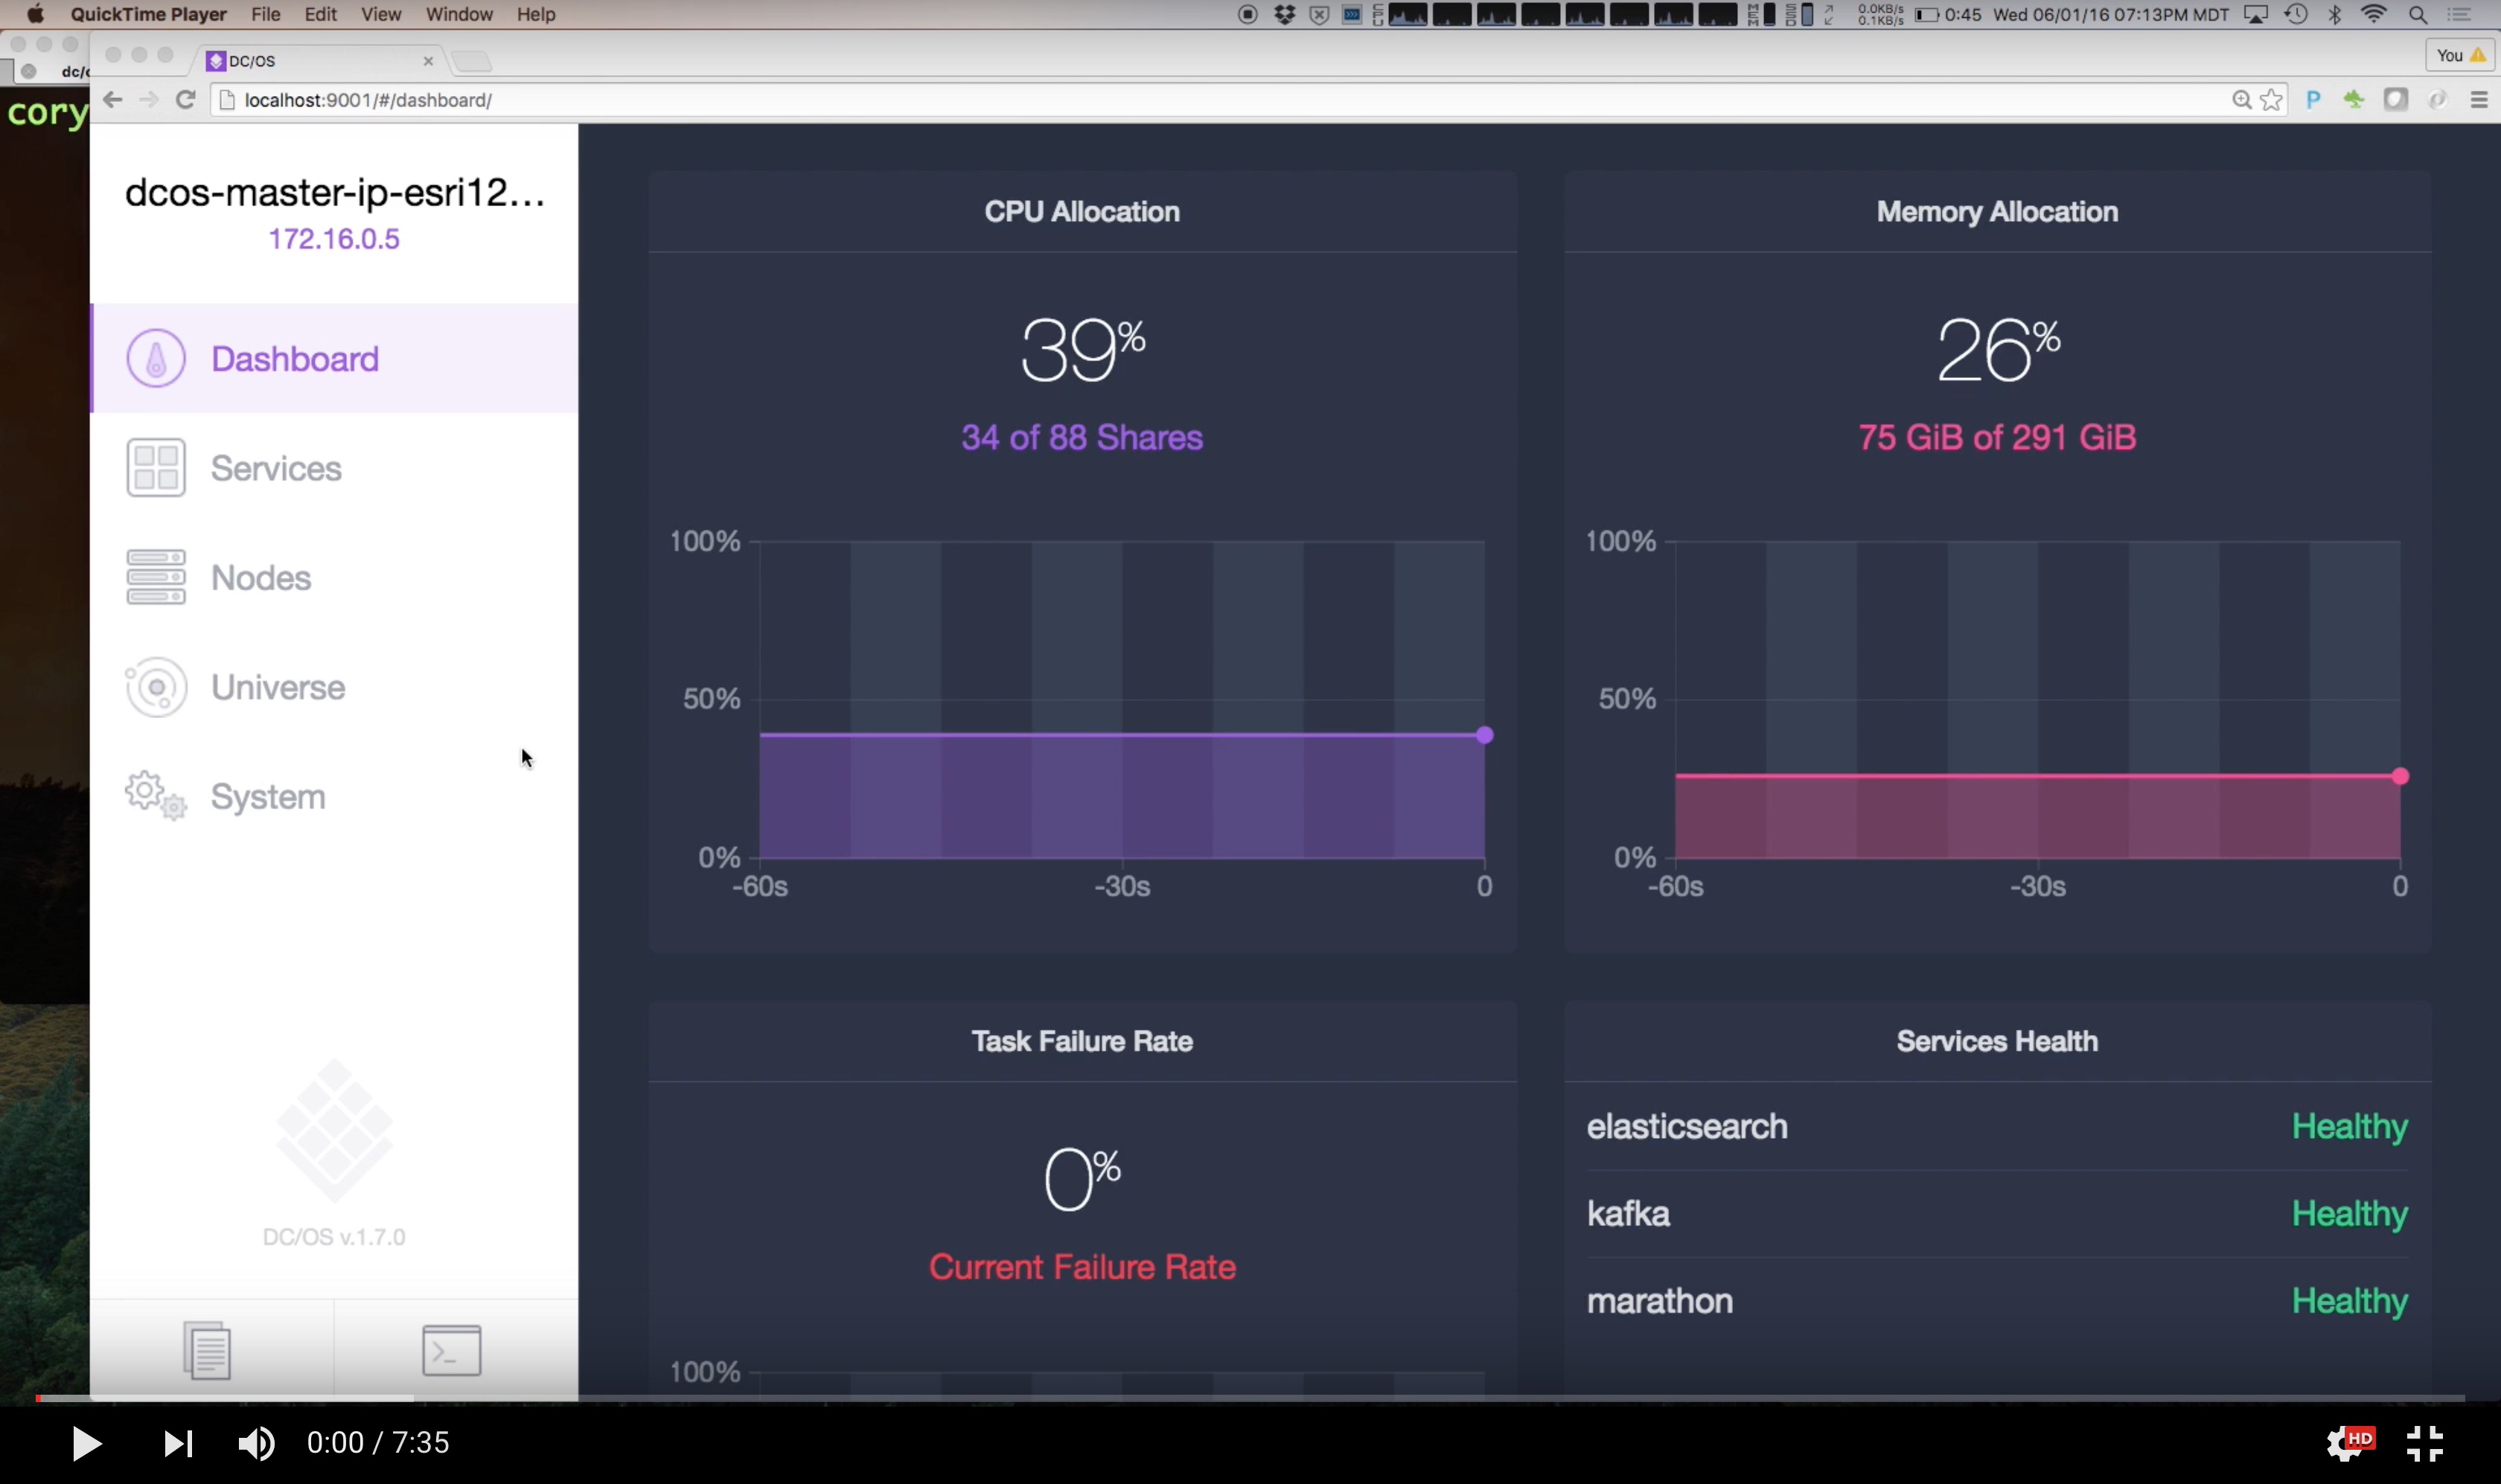 QuickTime Player File Edit View Window Help
CPU MEM SSD 0.0KB/s 0:45 Wed 06/01/16 07:13PM MDT
0.1KB/s
dc/c
DC/OS
You
localhost:9001/#/dashboard/
P
cory
dcos-master-ip-esri12...
172.16.0.5
Dashboard
Services
Nodes
Universe
System
DC/OS v.1.7.0
CPU Allocation
39%
34 of 88 Shares
100%
50%
0%
-60s -30s 0
Memory Allocation
26%
75 GiB of 291 GiB
100%
50%
0%
-60s -30s 0
Task Failure Rate
0%
Current Failure Rate
100%
Services Health
elasticsearch Healthy
kafka Healthy
marathon Healthy
0:00 / 7:35
HD